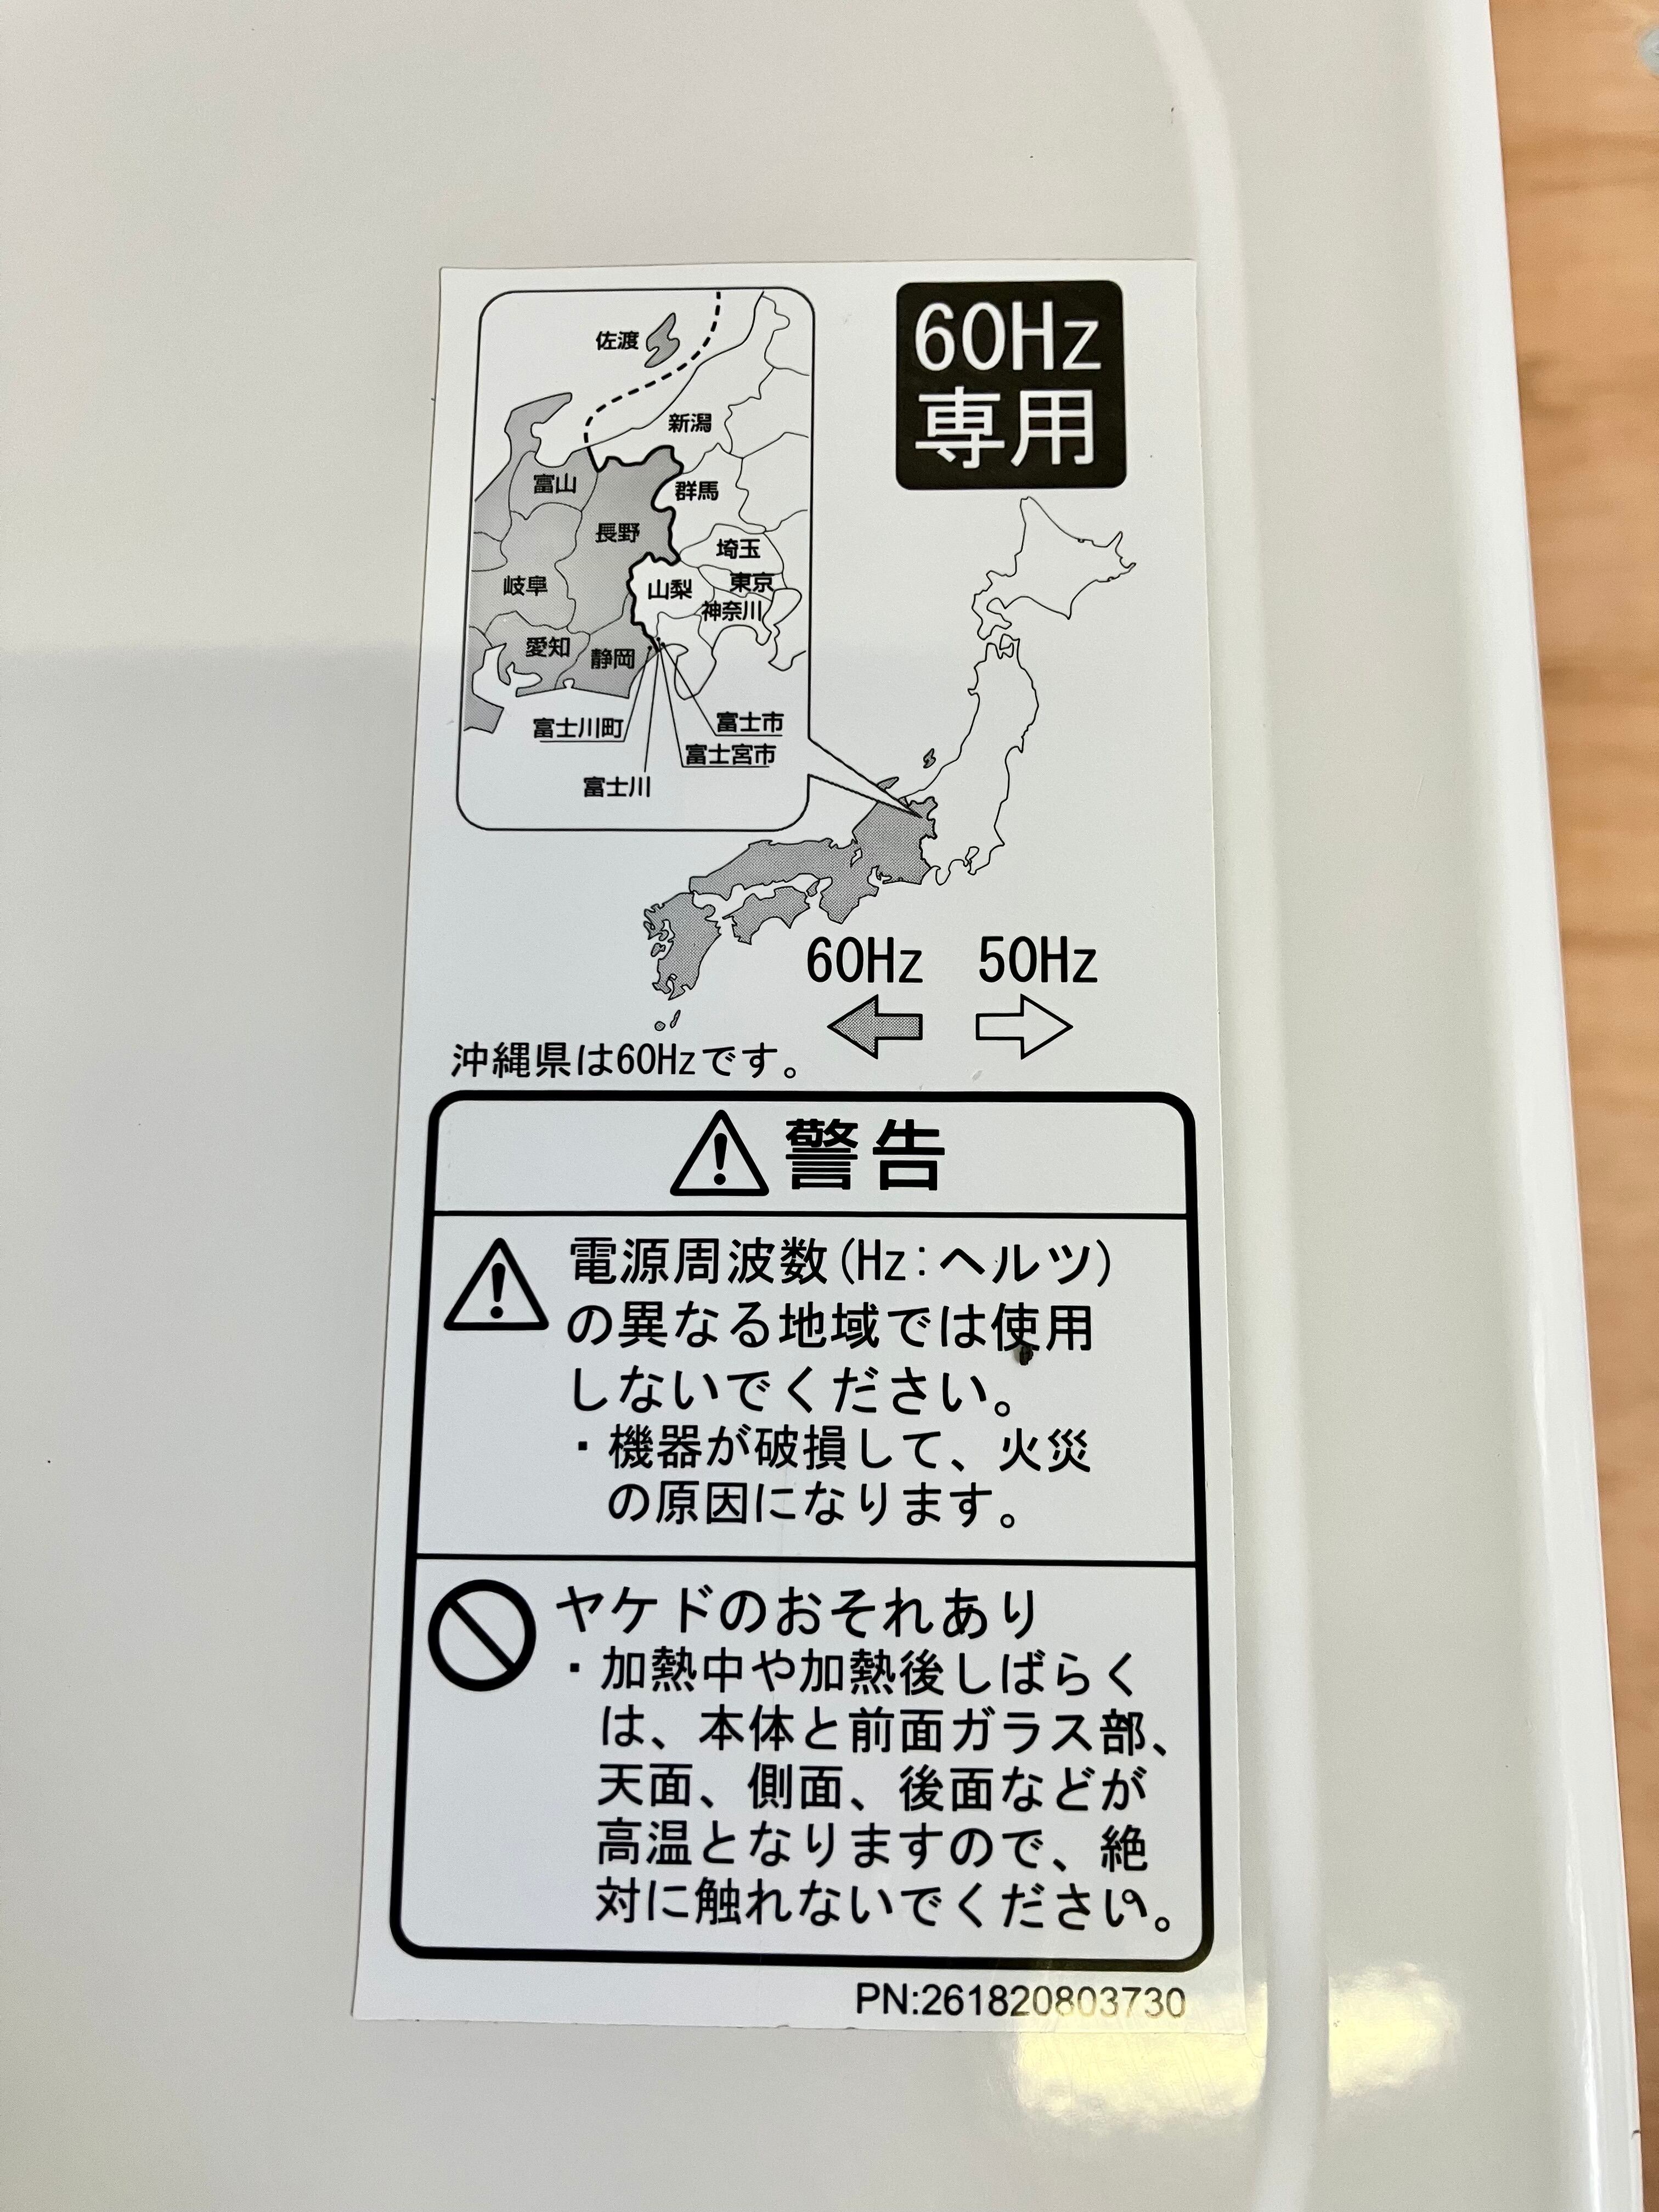 60Hz
専用
佐渡
新潟
富山
群馬
長野
埼玉
岐阜
山梨
東京
神奈川
愛知
静岡
富士川町
富士市
富士宮市
富士川
60Hz
50Hz
沖縄県は60Hzです。
警告
電源周波数(Hz:ヘルツ)
の異なる地域では使用
しないでください。
・機器が破損して、火災
の原因になります。
ヤケドのおそれあり
・加熱中や加熱後しばらく
は、本体と前面ガラス部、
天面、側面、後面などが
高温となりますので、絶
対に触れないでください。
PN:261820803730